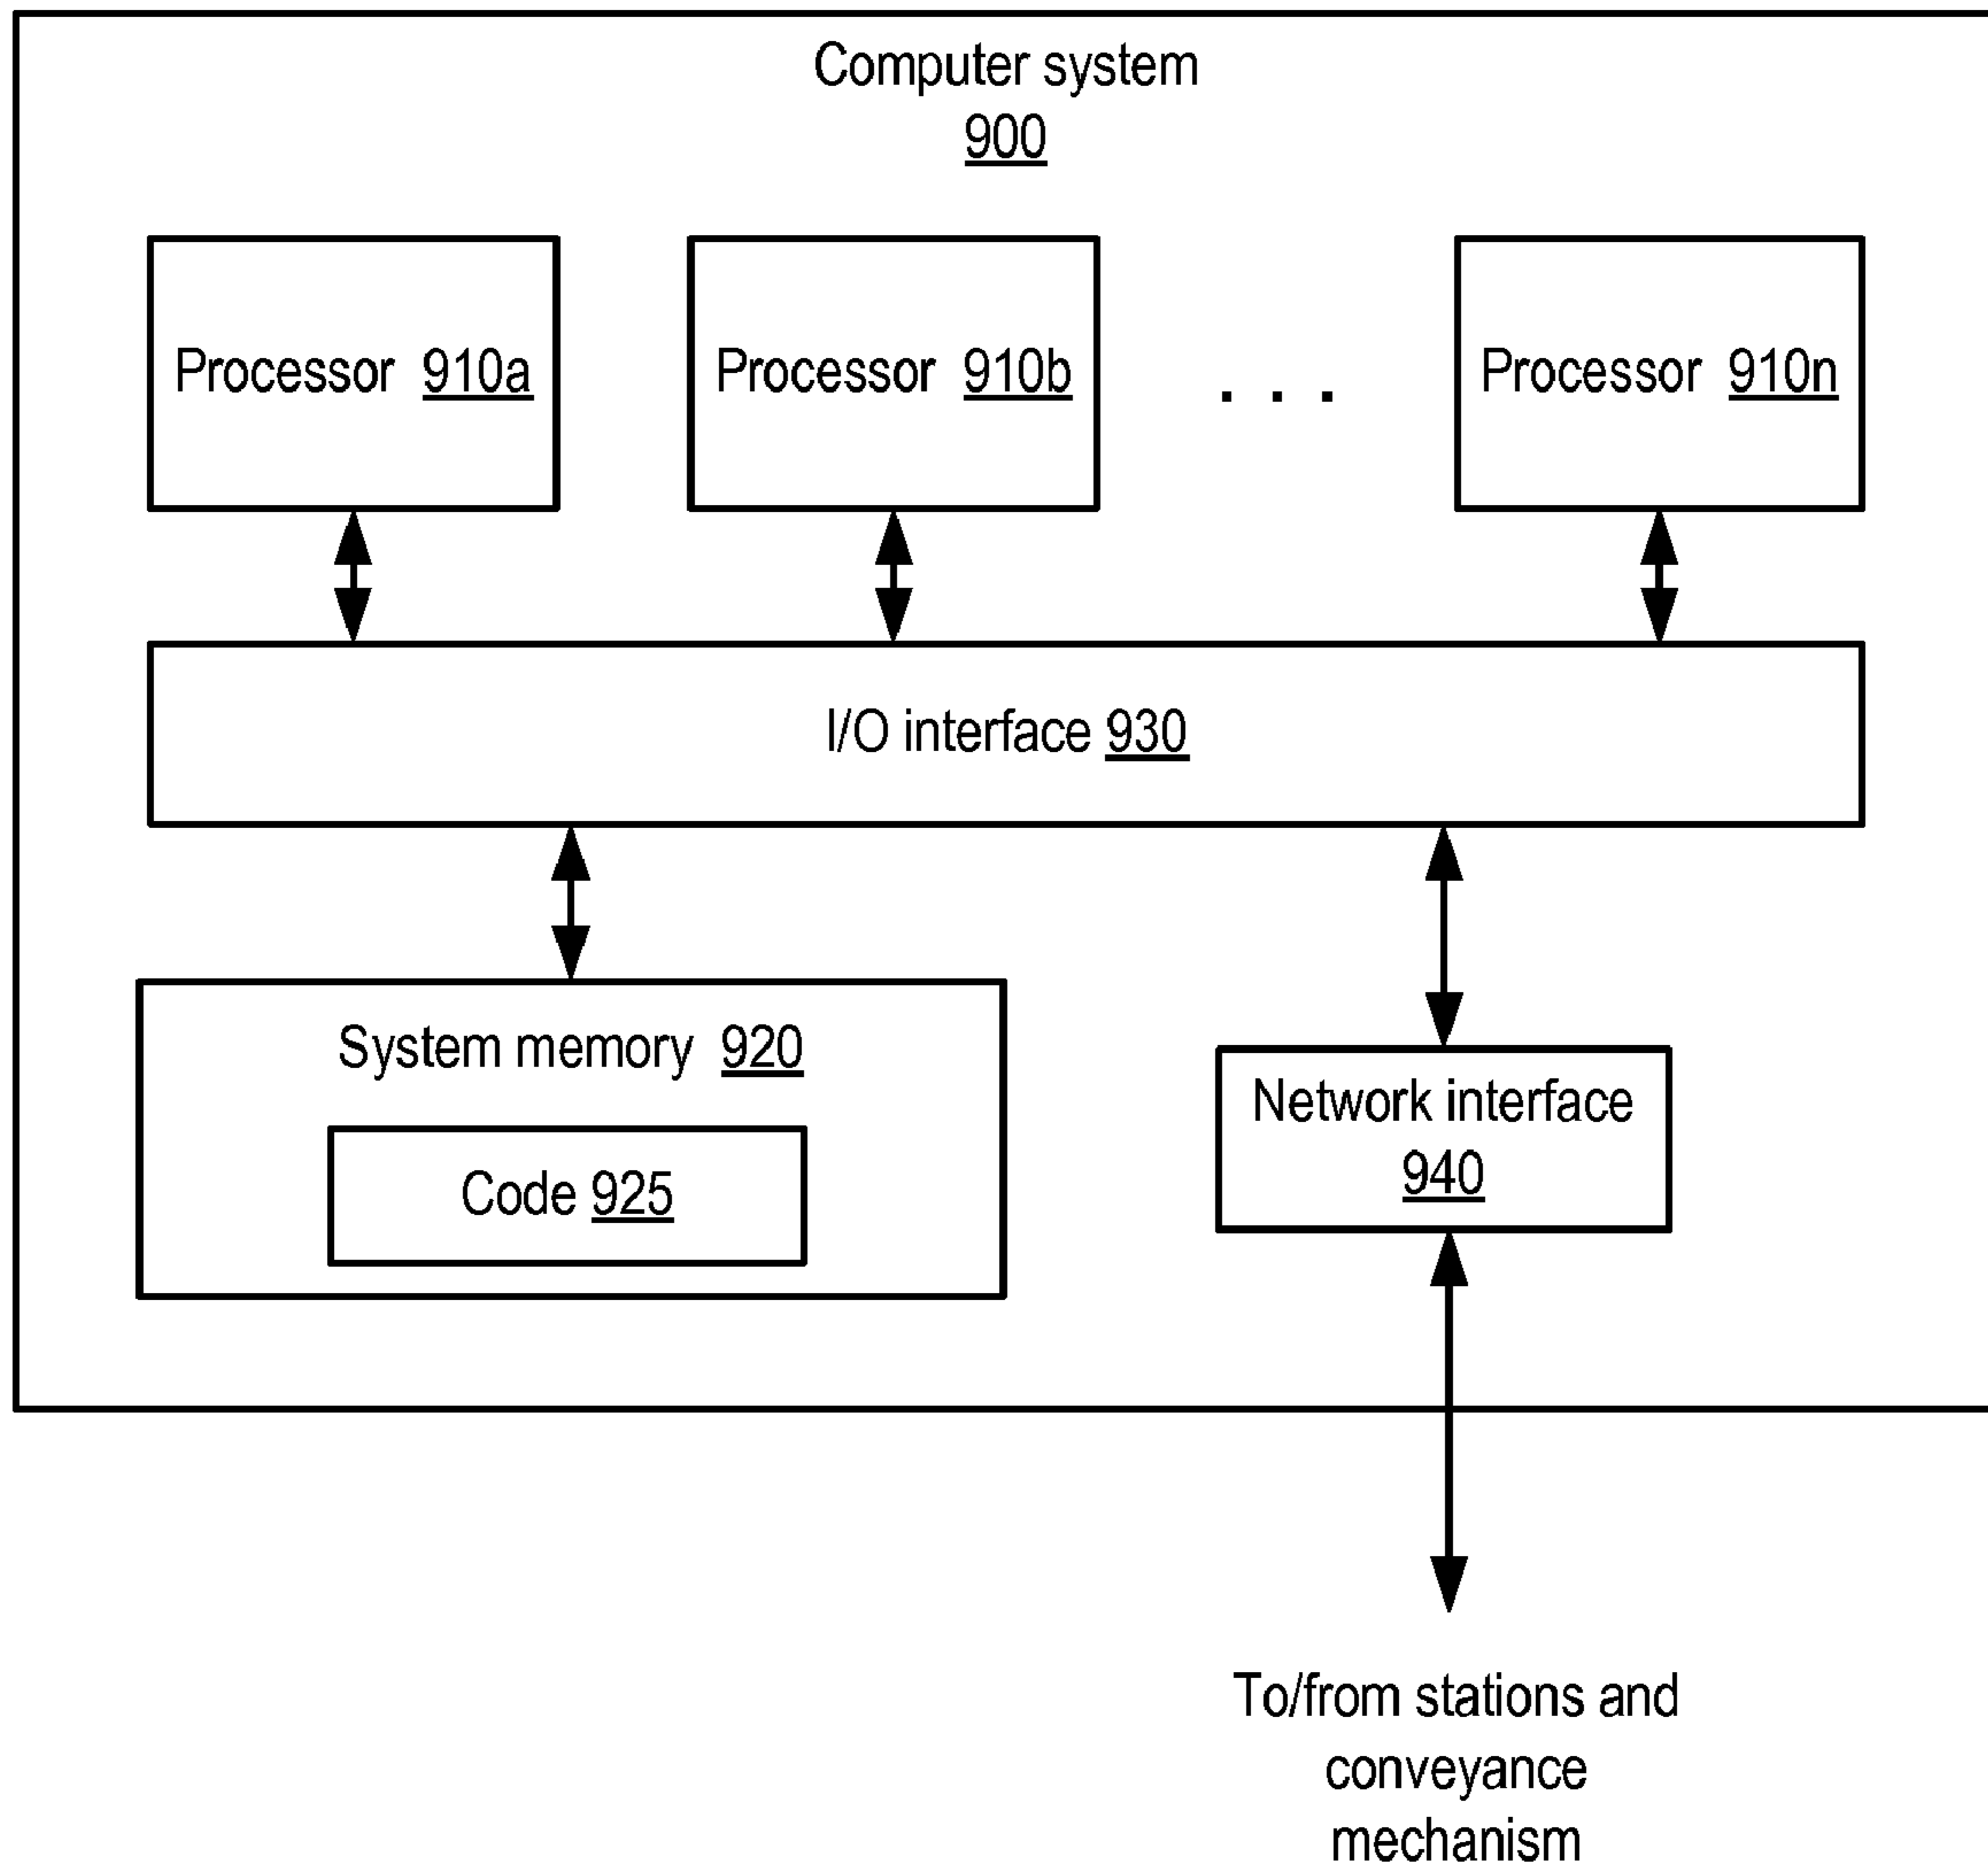 Computer system
900
Processor 910a
Processor 910b
. . .
Processor 910n
I/O interface 930
System memory 920
Code 925
Network interface
940
To/from stations and
conveyance
mechanism